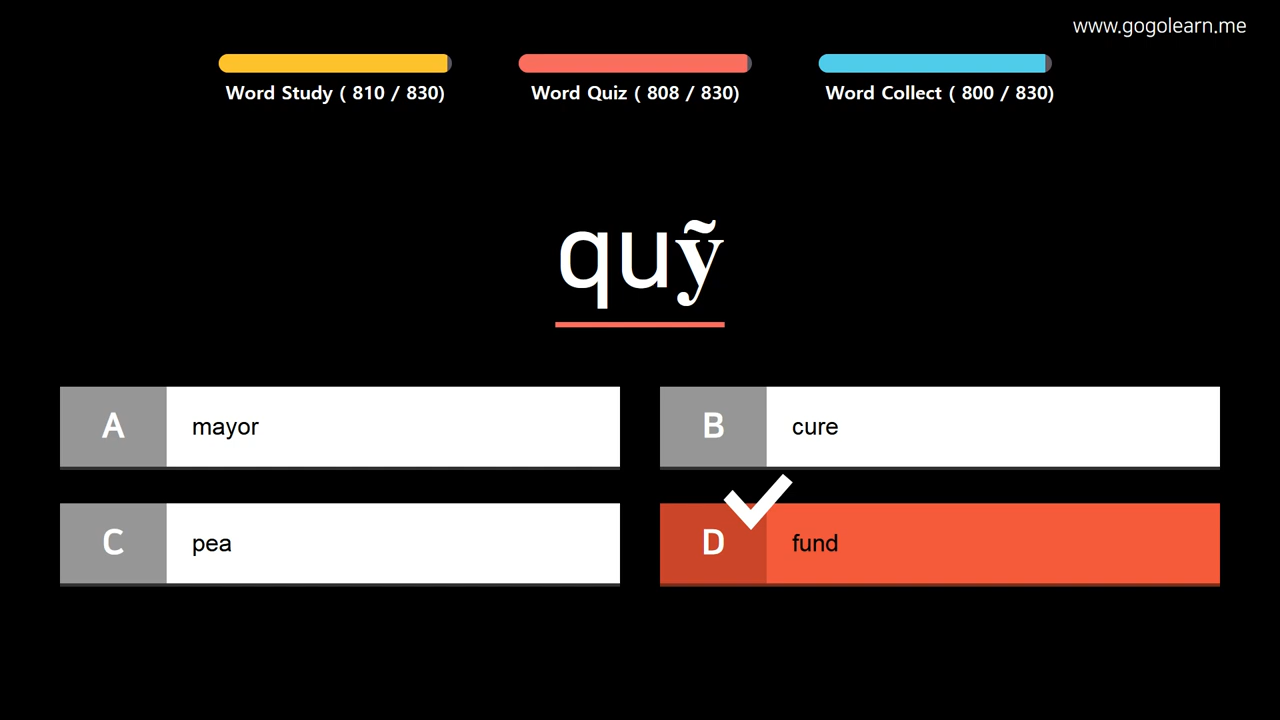 www.gogolearn.me
Word Study ( 810 / 830)
Word Quiz ( 808 / 830)
Word Collect ( 800 / 830)
quỹ
A mayor
B cure
C pea
D fund